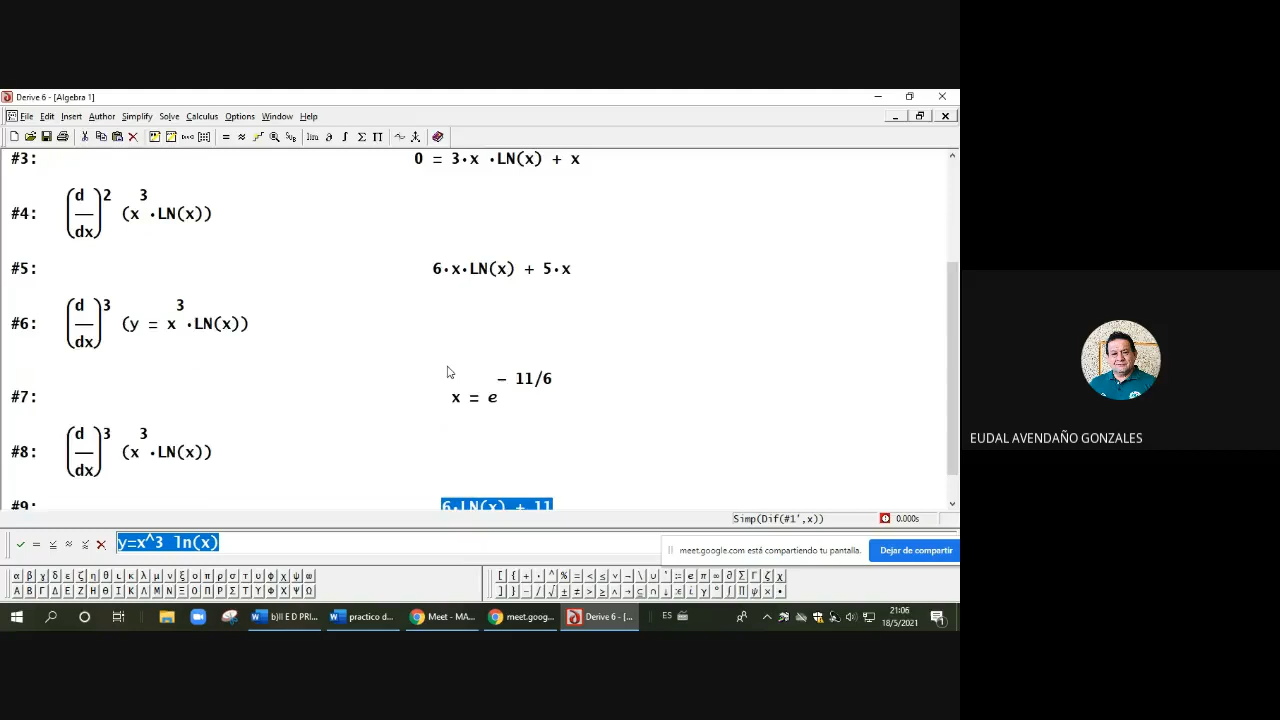 Derive 6 - [Algebra 1]
File Edit Insert Author Simplify Solve Calculus Options Window Help
#3: 0 = 3·x ·LN(x) + x
#4: (d/dx)^2 (x^3·LN(x))
#5: 6·x·LN(x) + 5·x
#6: (d/dx)^3 (y = x^3·LN(x))
#7: x = e^(- 11/6)
#8: (d/dx)^3 (x^3·LN(x))
#9: 6·LN(x) + 11
Simp(Dif(#1',x)) 0.000s
y=x^3 ln(x)
meet.google.com está compartiendo tu pantalla. Dejar de compartir
α β γ δ ε ζ η θ ι κ λ μ ν ξ ο π ρ σ τ υ φ χ ψ ω
Α Β Γ Δ Ε Ζ Η Θ Ι Κ Λ Μ Ν Ξ Ο Π Ρ Σ Τ Υ Φ Χ Ψ Ω
b)II E D PRI... practico d... Meet - MA... meet.goog... Derive 6 - [... ES 21:06
18/5/2021
EUDAL AVENDAÑO GONZALES